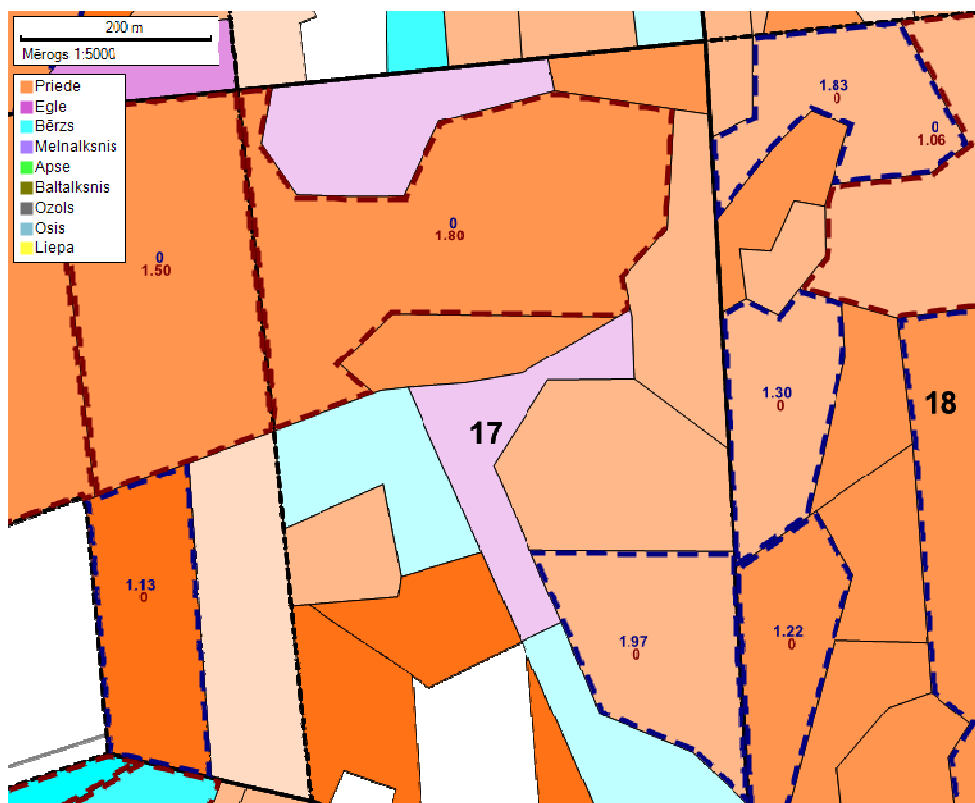 200 m
Mērogs 1:5000
Priede
Egle
Bērzs
Melnalksnis
Apse
Baltalksnis
Ozols
Osis
Liepa
1.83
0
0
1.06
0
1.80
0
1.50
1.30
0
18
17
1.13
0
1.97
0
1.22
0